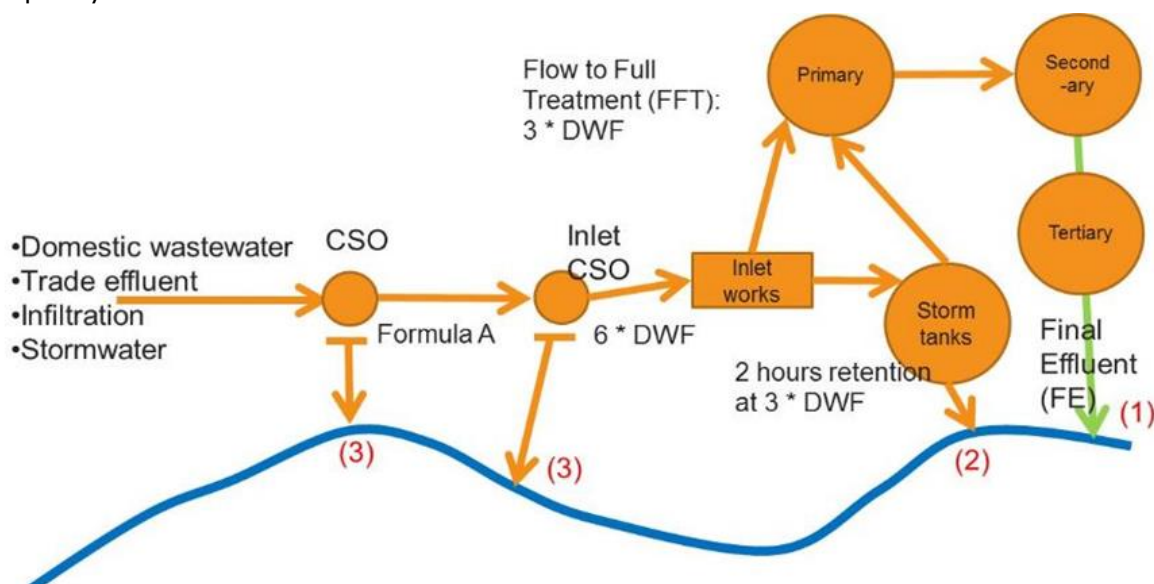 Flow to Full
Treatment (FFT):
3 * DWF
Primary
Second
-ary
•Domestic wastewater
•Trade effluent
•Infiltration
•Stormwater
CSO
Formula A
Inlet
CSO
6 * DWF
Inlet
works
Storm
tanks
2 hours retention
at 3 * DWF
Tertiary
Final
Effluent
(FE)
(1)
(2)
(3)
(3)